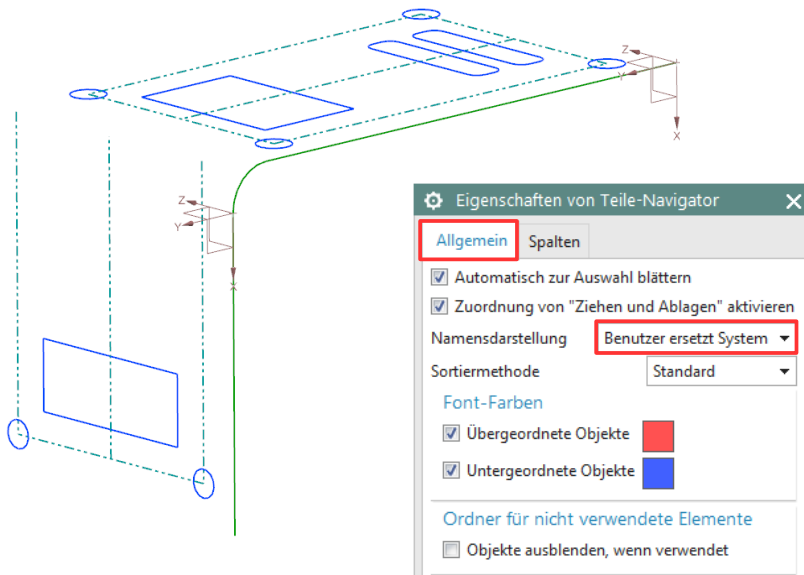 Z
Y
X
Z
Y
X
Eigenschaften von Teile-Navigator
Allgemein
Spalten
Automatisch zur Auswahl blättern
Zuordnung von "Ziehen und Ablagen" aktivieren
Namensdarstellung Benutzer ersetzt System
Sortiermethode Standard
Font-Farben
Übergeordnete Objekte
Untergeordnete Objekte
Ordner für nicht verwendete Elemente
Objekte ausblenden, wenn verwendet